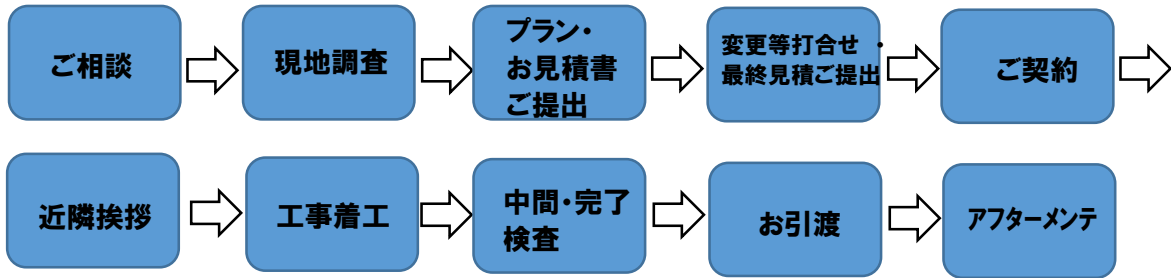 ご相談
現地調査
プラン・
お見積書
ご提出
変更等打合せ・
最終見積ご提出
ご契約
近隣挨拶
工事着工
中間・完了
検査
お引渡
アフターメンテ